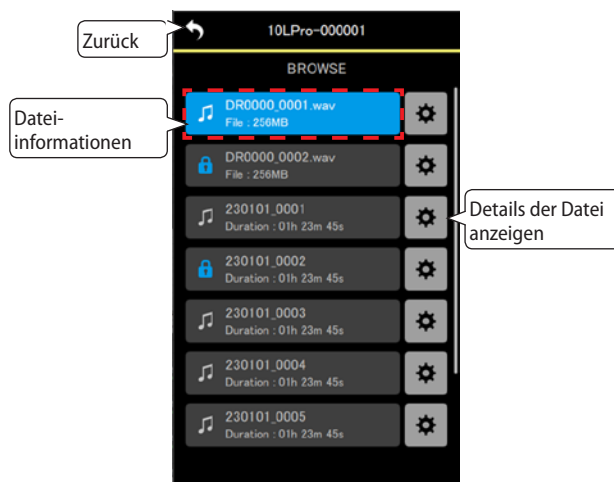 Zurück
10LPro-000001
BROWSE
Datei-
informationen
DR0000_0001.wav
File : 256MB
DR0000_0002.wav
File : 256MB
230101_0001
Duration : 01h 23m 45s
Details der Datei
anzeigen
230101_0002
Duration : 01h 23m 45s
230101_0003
Duration : 01h 23m 45s
230101_0004
Duration : 01h 23m 45s
230101_0005
Duration : 01h 23m 45s